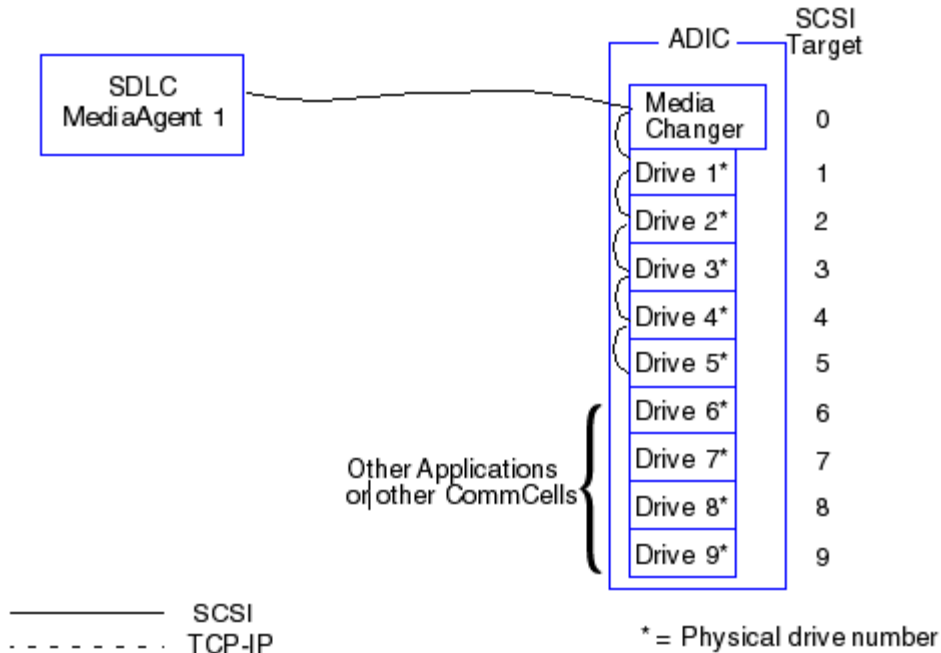 SCSI
Target
ADIC
SDLC
MediaAgent 1
Media
Changer
0
Drive 1*
1
Drive 2*
2
Drive 3*
3
Drive 4*
4
Drive 5*
5
Drive 6*
6
Drive 7*
7
Drive 8*
8
Drive 9*
9
Other Applications
or other CommCells
SCSI
TCP-IP
* = Physical drive number